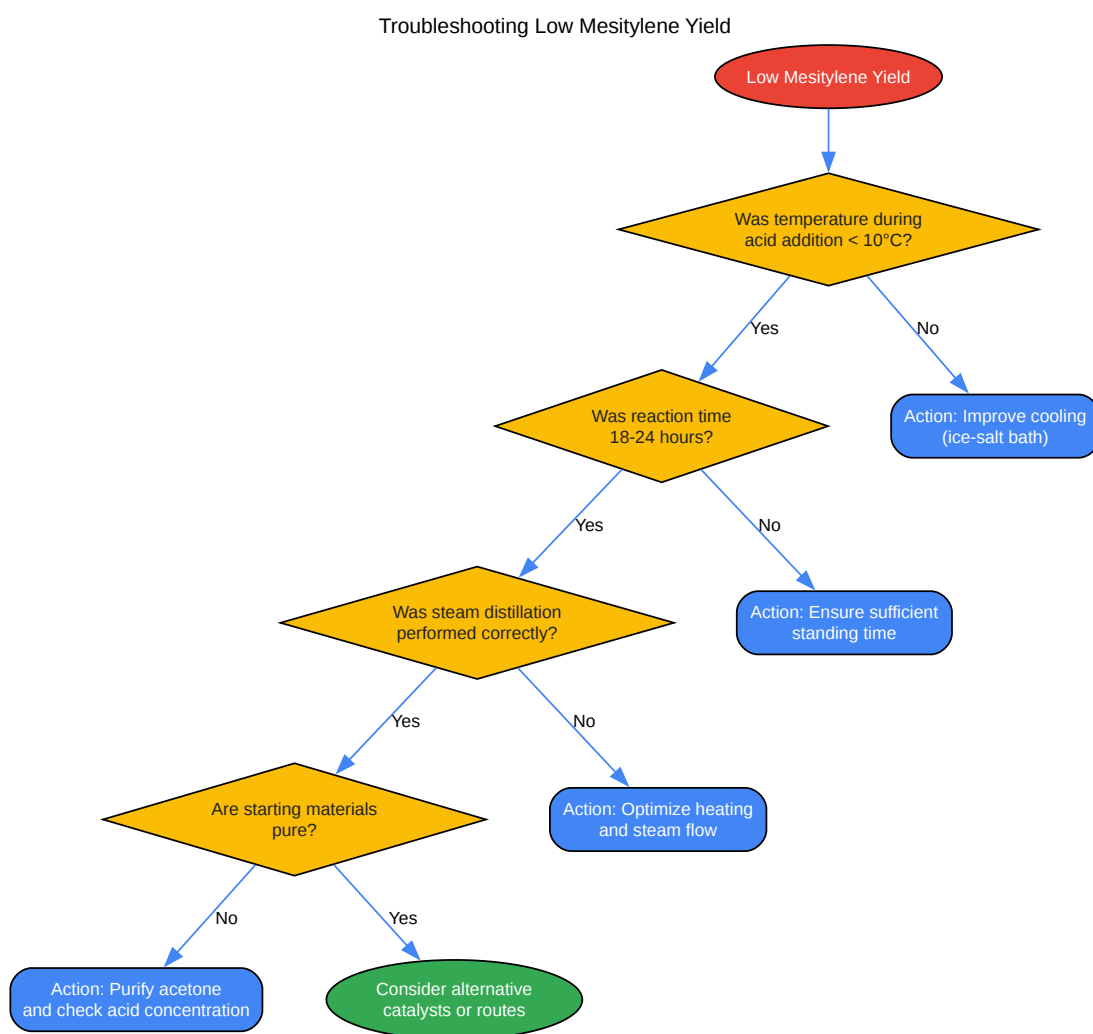 Troubleshooting Low Mesitylene Yield
Low Mesitylene Yield
Was temperature during
acid addition < 10°C?
Yes
No
Was reaction time
18-24 hours?
Action: Improve cooling
(ice-salt bath)
Yes
No
Was steam distillation
performed correctly?
Action: Ensure sufficient
standing time
Yes
No
Are starting materials
pure?
Action: Optimize heating
and steam flow
No
Yes
Action: Purify acetone
and check acid concentration
Consider alternative
catalysts or routes